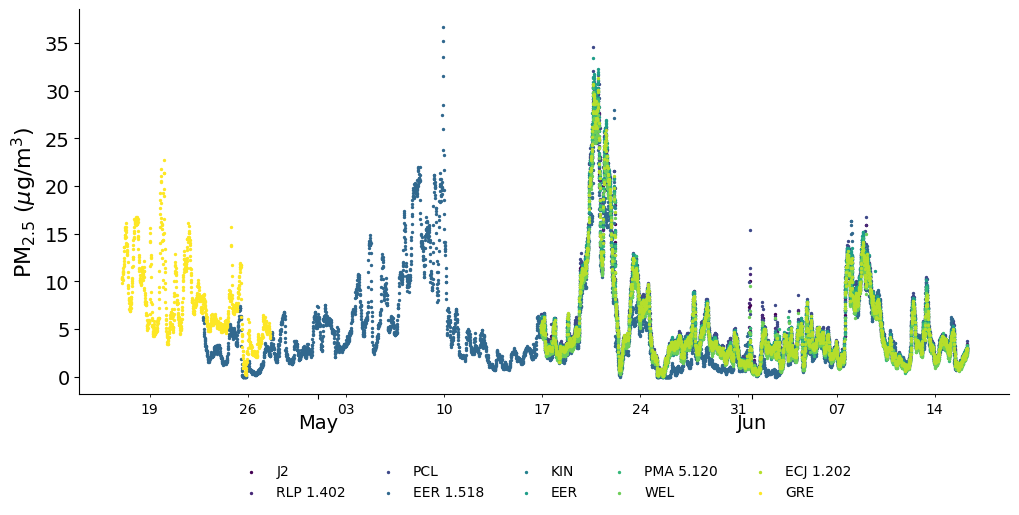 PM2.5 (μg/m3)
35
30
25
20
15
10
5
0
19 26 03 10 17 24 31 07 14
May Jun
J2 PCL KIN PMA 5.120 ECJ 1.202
RLP 1.402 EER 1.518 EER WEL GRE